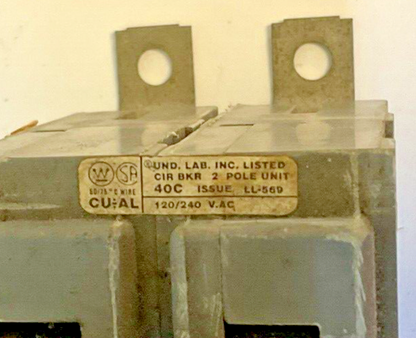 W SA
60/75°C WIRE
CU-AL
UND. LAB. INC. LISTED
CIR BKR 2 POLE UNIT
40C ISSUE LL-569
120/240 V.AC